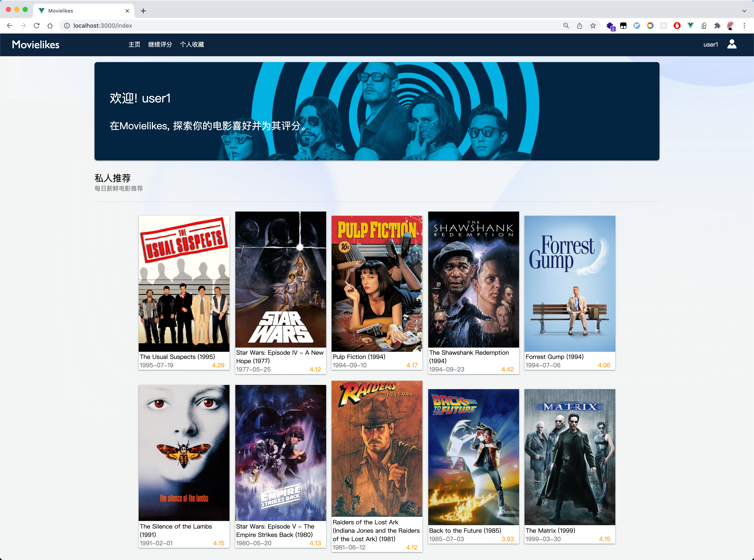 Movielikes
localhost:3000/index
Movielikes 主页 继续评分 个人收藏 user1
欢迎! user1
在Movielikes, 探索你的电影喜好并为其评分。
私人推荐
每日新鲜电影推荐
THE
USUAL SUSPECTS
STAR
WARS
PULP FICTION
10¢
THE
SHAWSHANK
REDEMPTION
Forrest
Gump
The Usual Suspects (1995)
1995-07-19 4.29
Star Wars: Episode IV - A New
Hope (1977)
1977-05-25 4.12
Pulp Fiction (1994)
1994-09-10 4.17
The Shawshank Redemption
(1994)
1994-09-23 4.42
Forrest Gump (1994)
1994-07-06 4.06
the silence of the lambs
THE
EMPIRE
STRIKES BACK
RAIDERS
BACK TO THE
FUTURE
MATRIX
The Silence of the Lambs
(1991)
1991-02-01 4.15
Star Wars: Episode V - The
Empire Strikes Back (1980)
1980-05-20 4.13
Raiders of the Lost Ark
(Indiana Jones and the Raiders
of the Lost Ark) (1981)
1981-06-12 4.12
Back to the Future (1985)
1985-07-03 3.93
The Matrix (1999)
1999-03-30 4.15